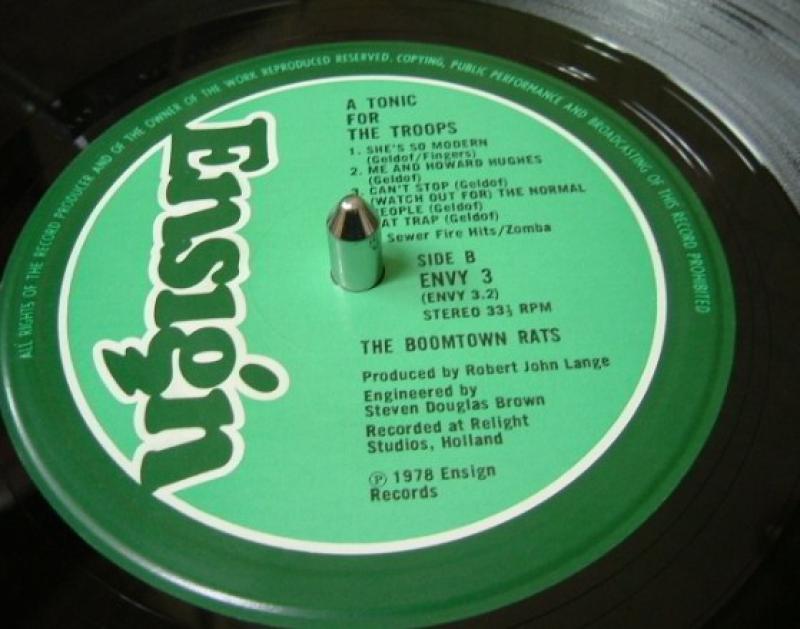 ALL RIGHTS OF THE RECORD PRODUCER AND OF THE OWNER OF THE WORK REPRODUCED RESERVED. COPYING, PUBLIC PERFORMANCE AND BROADCASTING OF THIS RECORD PROHIBITED
Ensign
A TONIC
FOR
THE TROOPS
1. SHE'S SO MODERN
(Geldof/Fingers)
2. ME AND HOWARD HUGHES
(Geldof)
3. CAN'T STOP (Geldof)
(WATCH OUT FOR) THE NORMAL
PEOPLE (Geldof)
AT TRAP (Geldof)
Sewer Fire Hits/Zomba
SIDE B
ENVY 3
(ENVY 3.2)
STEREO 33⅓ RPM
THE BOOMTOWN RATS
Produced by Robert John Lange
Engineered by
Steven Douglas Brown
Recorded at Relight
Studios, Holland
Ⓟ 1978 Ensign
Records